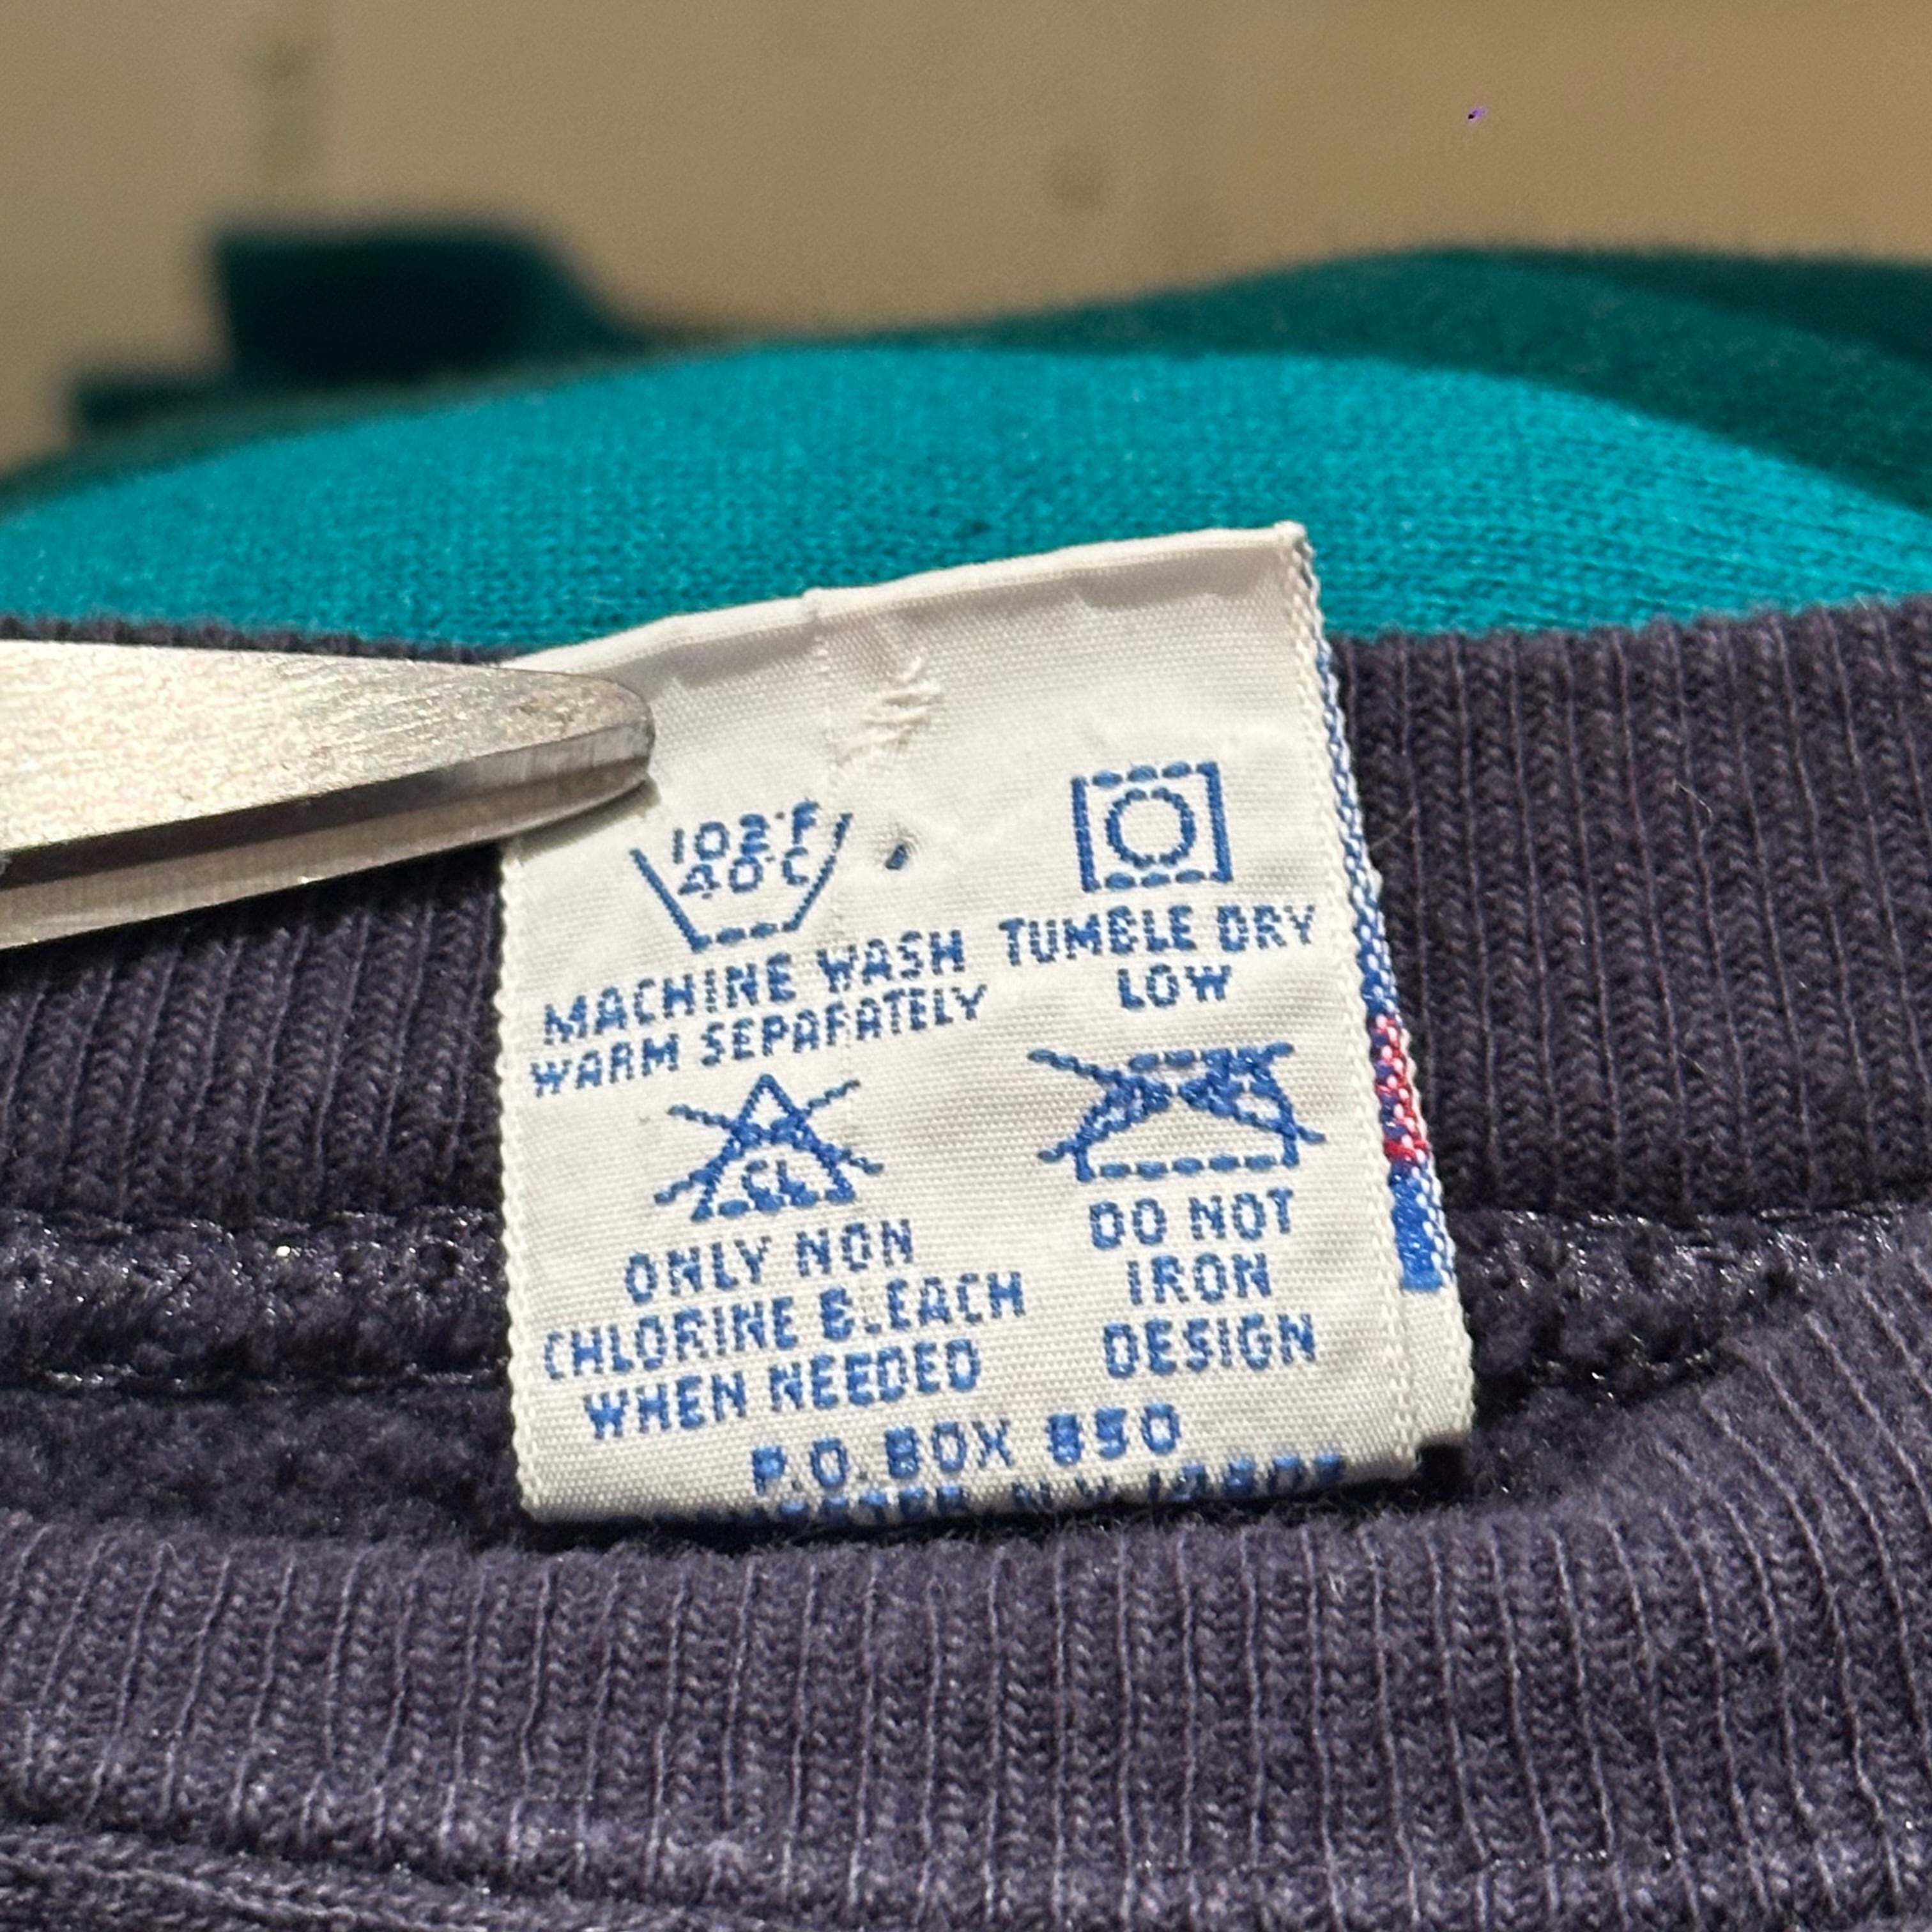 102°F
40°C
MACHINE WASH
WARM SEPARATELY
TUMBLE DRY
LOW
CL
ONLY NON
CHLORINE BLEACH
WHEN NEEDED
DO NOT
IRON
DESIGN
P.O. BOX 850
N.Y.